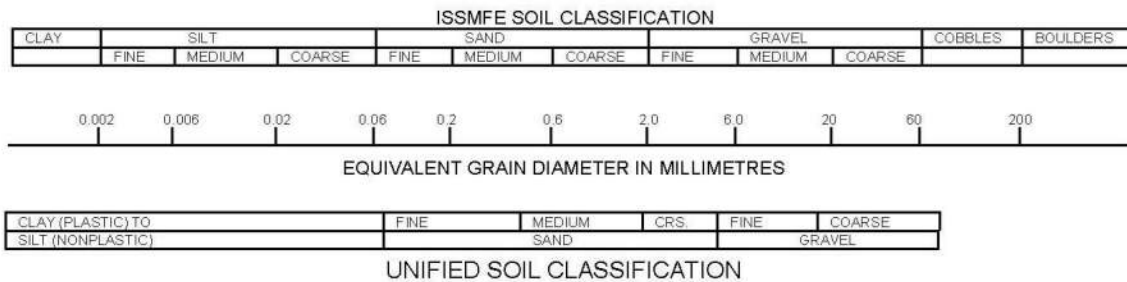 ISSMFE SOIL CLASSIFICATION
CLAY SILT SAND GRAVEL COBBLES BOULDERS
FINE MEDIUM COARSE FINE MEDIUM COARSE FINE MEDIUM COARSE
0.002 0.006 0.02 0.06 0.2 0.6 2.0 6.0 20 60 200
EQUIVALENT GRAIN DIAMETER IN MILLIMETRES
CLAY (PLASTIC) TO FINE MEDIUM CRS. FINE COARSE
SILT (NONPLASTIC) SAND GRAVEL
UNIFIED SOIL CLASSIFICATION